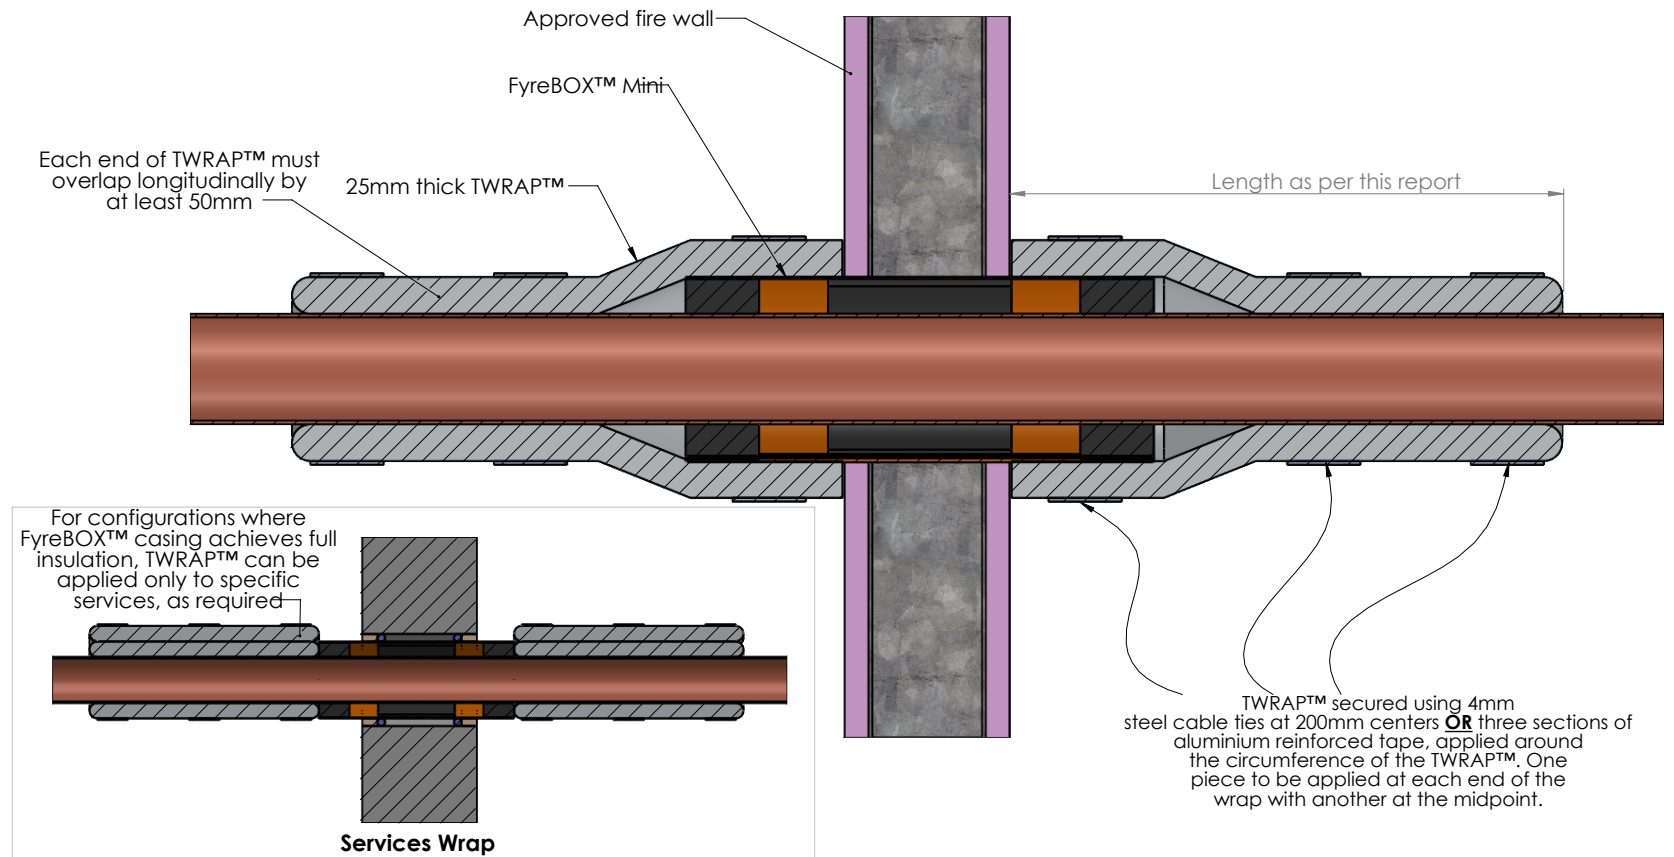 Approved fire wall
FyreBOX™ Mini
Each end of TWRAP™ must
overlap longitudinally by
at least 50mm
25mm thick TWRAP™
Length as per this report
For configurations where
FyreBOX™ casing achieves full
insulation, TWRAP™ can be
applied only to specific
services, as required
Services Wrap
TWRAP™ secured using 4mm
steel cable ties at 200mm centers OR three sections of
aluminium reinforced tape, applied around
the circumference of the TWRAP™. One
piece to be applied at each end of the
wrap with another at the midpoint.